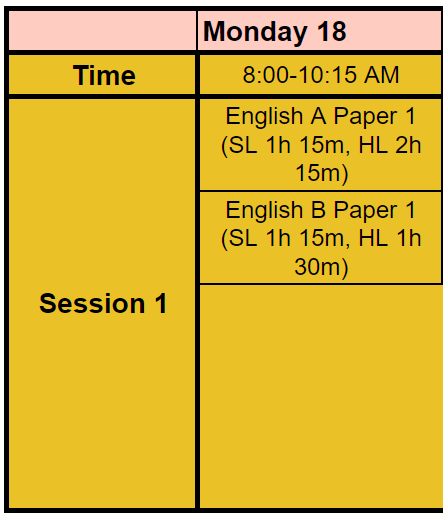 Monday 18
Time
8:00-10:15 AM
Session 1
English A Paper 1
(SL 1h 15m, HL 2h
15m)
English B Paper 1
(SL 1h 15m, HL 1h
30m)